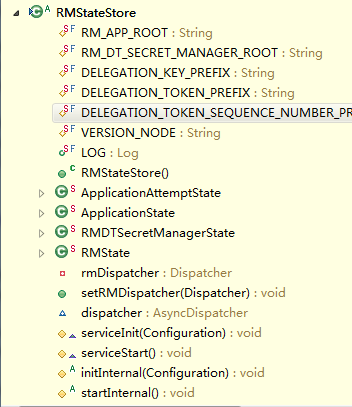 RMStateStore
RM_APP_ROOT : String
RM_DT_SECRET_MANAGER_ROOT : String
DELEGATION_KEY_PREFIX : String
DELEGATION_TOKEN_PREFIX : String
DELEGATION_TOKEN_SEQUENCE_NUMBER_PR
VERSION_NODE : String
LOG : Log
RMStateStore()
ApplicationAttemptState
ApplicationState
RMDTSecretManagerState
RMState
rmDispatcher : Dispatcher
setRMDispatcher(Dispatcher) : void
dispatcher : AsyncDispatcher
serviceInit(Configuration) : void
serviceStart() : void
initInternal(Configuration) : void
startInternal() : void